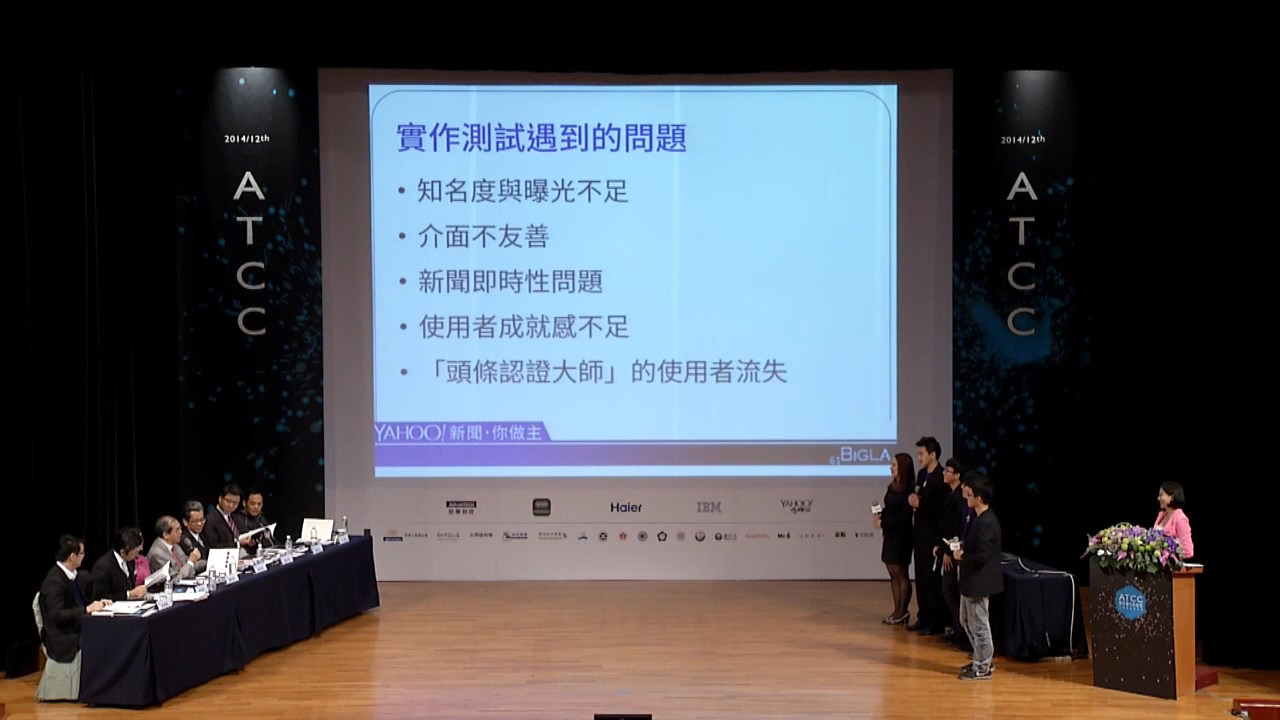 2014/12th
ATCC
實作測試遇到的問題
• 知名度與曝光不足
• 介面不友善
• 新聞即時性問題
• 使用者成就感不足
• 「頭條認證大師」的使用者流失
YAHOO! 新聞·你做主
61 BIGLA
2014/12th
ATCC
Haier
IBM
YAHOO!
ATCC